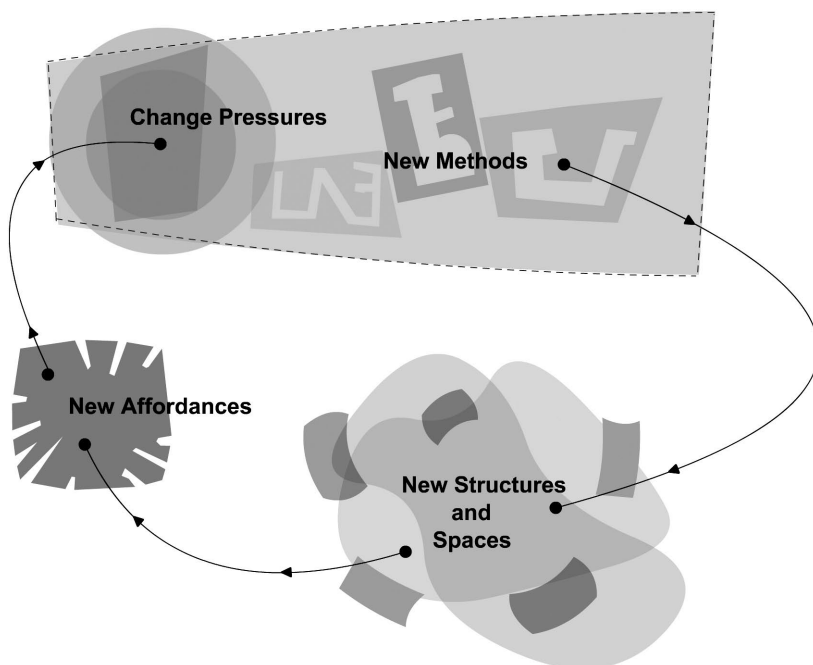 Change Pressures
New Methods
New Affordances
New Structures
and
Spaces